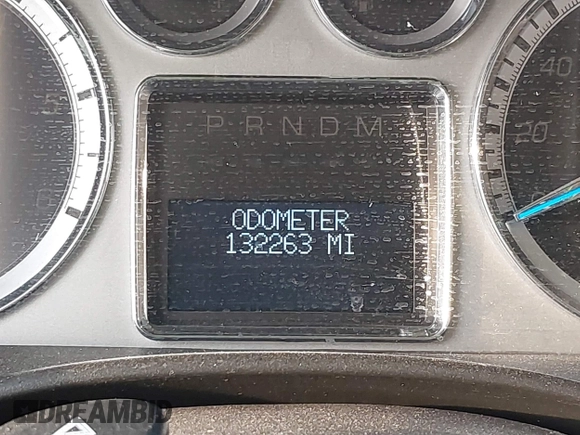 40
20
P R N D M
ODOMETER
132263 MI
DREAMBID